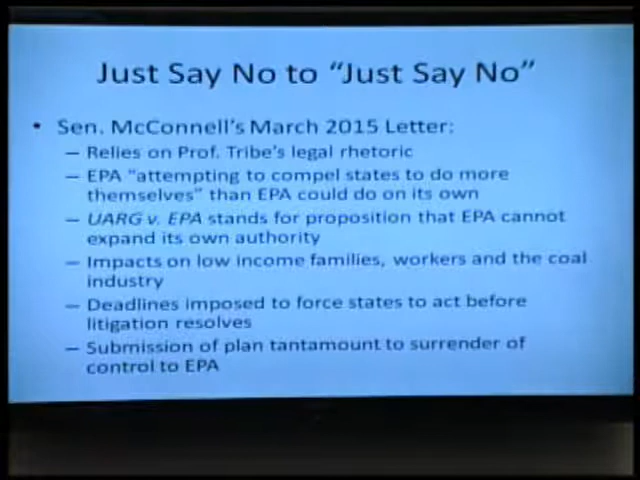 Just Say No to "Just Say No"
• Sen. McConnell's March 2015 Letter:
– Relies on Prof. Tribe's legal rhetoric
– EPA "attempting to compel states to do more
themselves" than EPA could do on its own
– UARG v. EPA stands for proposition that EPA cannot
expand its own authority
– Impacts on low income families, workers and the coal
industry
– Deadlines imposed to force states to act before
litigation resolves
– Submission of plan tantamount to surrender of
control to EPA